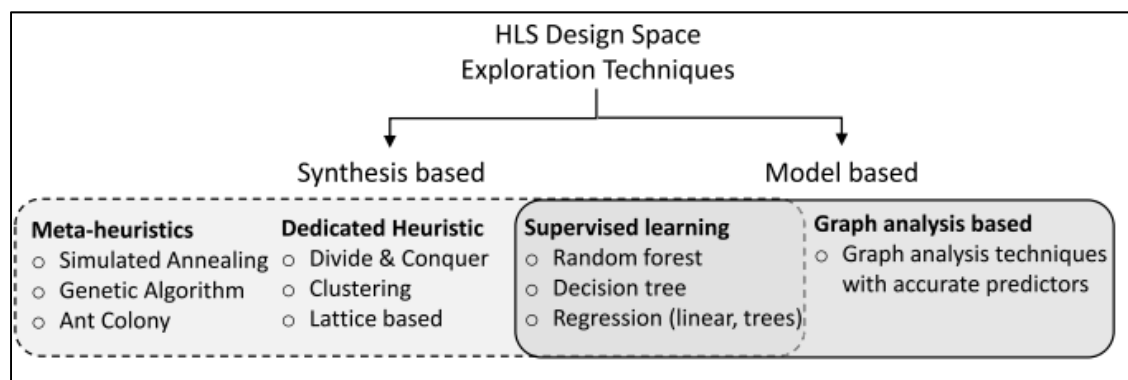 HLS Design Space
Exploration Techniques
Synthesis based
Model based
Meta-heuristics
○ Simulated Annealing
○ Genetic Algorithm
○ Ant Colony
Dedicated Heuristic
○ Divide & Conquer
○ Clustering
○ Lattice based
Supervised learning
○ Random forest
○ Decision tree
○ Regression (linear, trees)
Graph analysis based
○ Graph analysis techniques
with accurate predictors